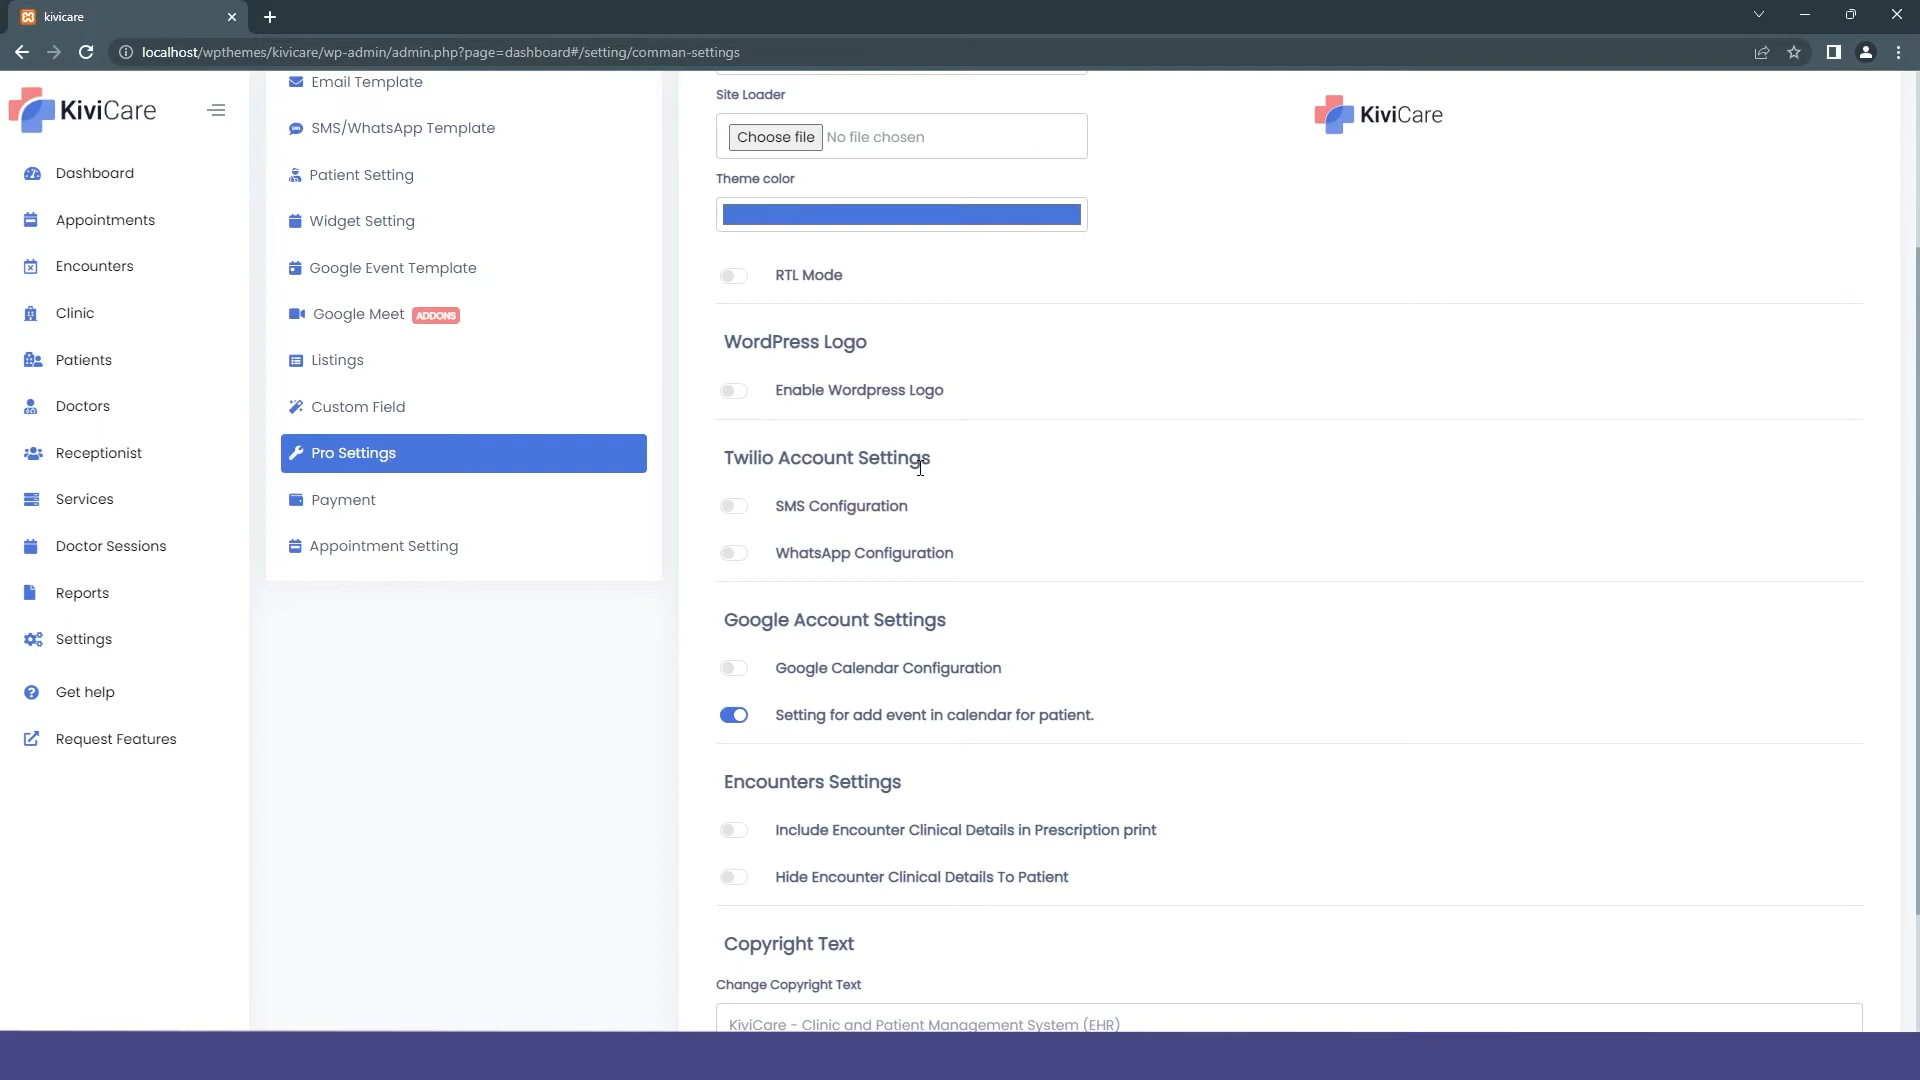 kivicare
localhost/wpthemes/kivicare/wp-admin/admin.php?page=dashboard#/setting/comman-settings
KiviCare
Dashboard
Appointments
Encounters
Clinic
Patients
Doctors
Receptionist
Services
Doctor Sessions
Reports
Settings
Get help
Request Features
Email Template
SMS/WhatsApp Template
Patient Setting
Widget Setting
Google Event Template
Google Meet ADDONS
Listings
Custom Field
Pro Settings
Payment
Appointment Setting
Site Loader
Choose file No file chosen
KiviCare
Theme color
RTL Mode
WordPress Logo
Enable Wordpress Logo
Twilio Account Settings
SMS Configuration
WhatsApp Configuration
Google Account Settings
Google Calendar Configuration
Setting for add event in calendar for patient.
Encounters Settings
Include Encounter Clinical Details in Prescription print
Hide Encounter Clinical Details To Patient
Copyright Text
Change Copyright Text
KiviCare - Clinic and Patient Management System (EHR)